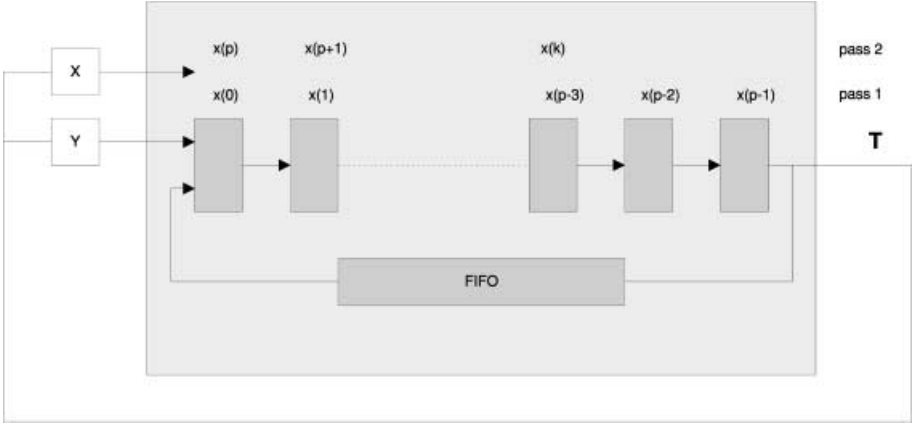 x(p) x(p+1) x(k) pass 2
X
x(0) x(1) x(p-3) x(p-2) x(p-1) pass 1
Y T
FIFO